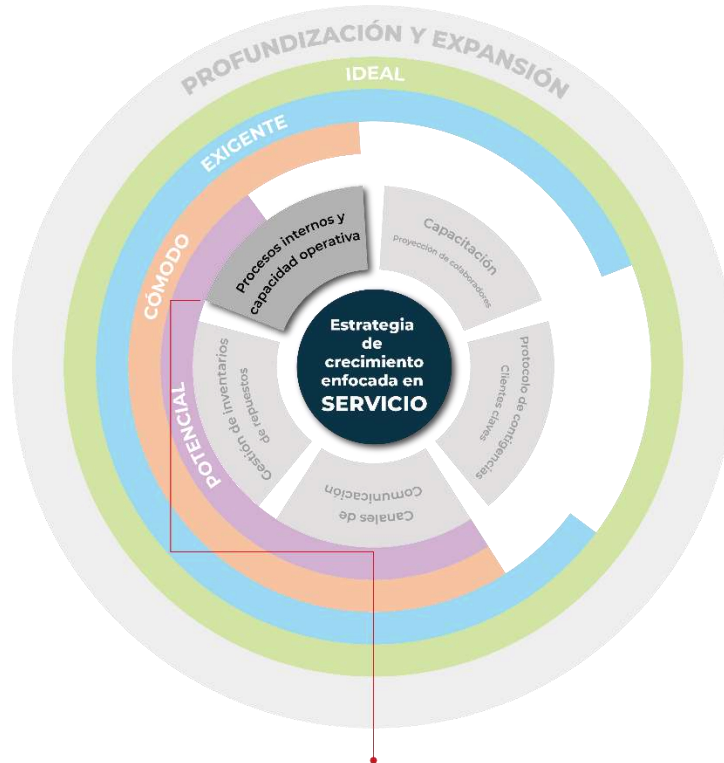 PROFUNDIZACIÓN Y EXPANSIÓN
IDEAL
EXIGENTE
CÓMODO
POTENCIAL
Procesos internos y
capacidad operativa
Capacitación
Proyección de colaboradores
protocolo de contigencias
Clientes claves
Canales de
Comunicación
Gestión de inventarios
de repuestos
Estrategia
de
crecimiento
enfocada en
SERVICIO